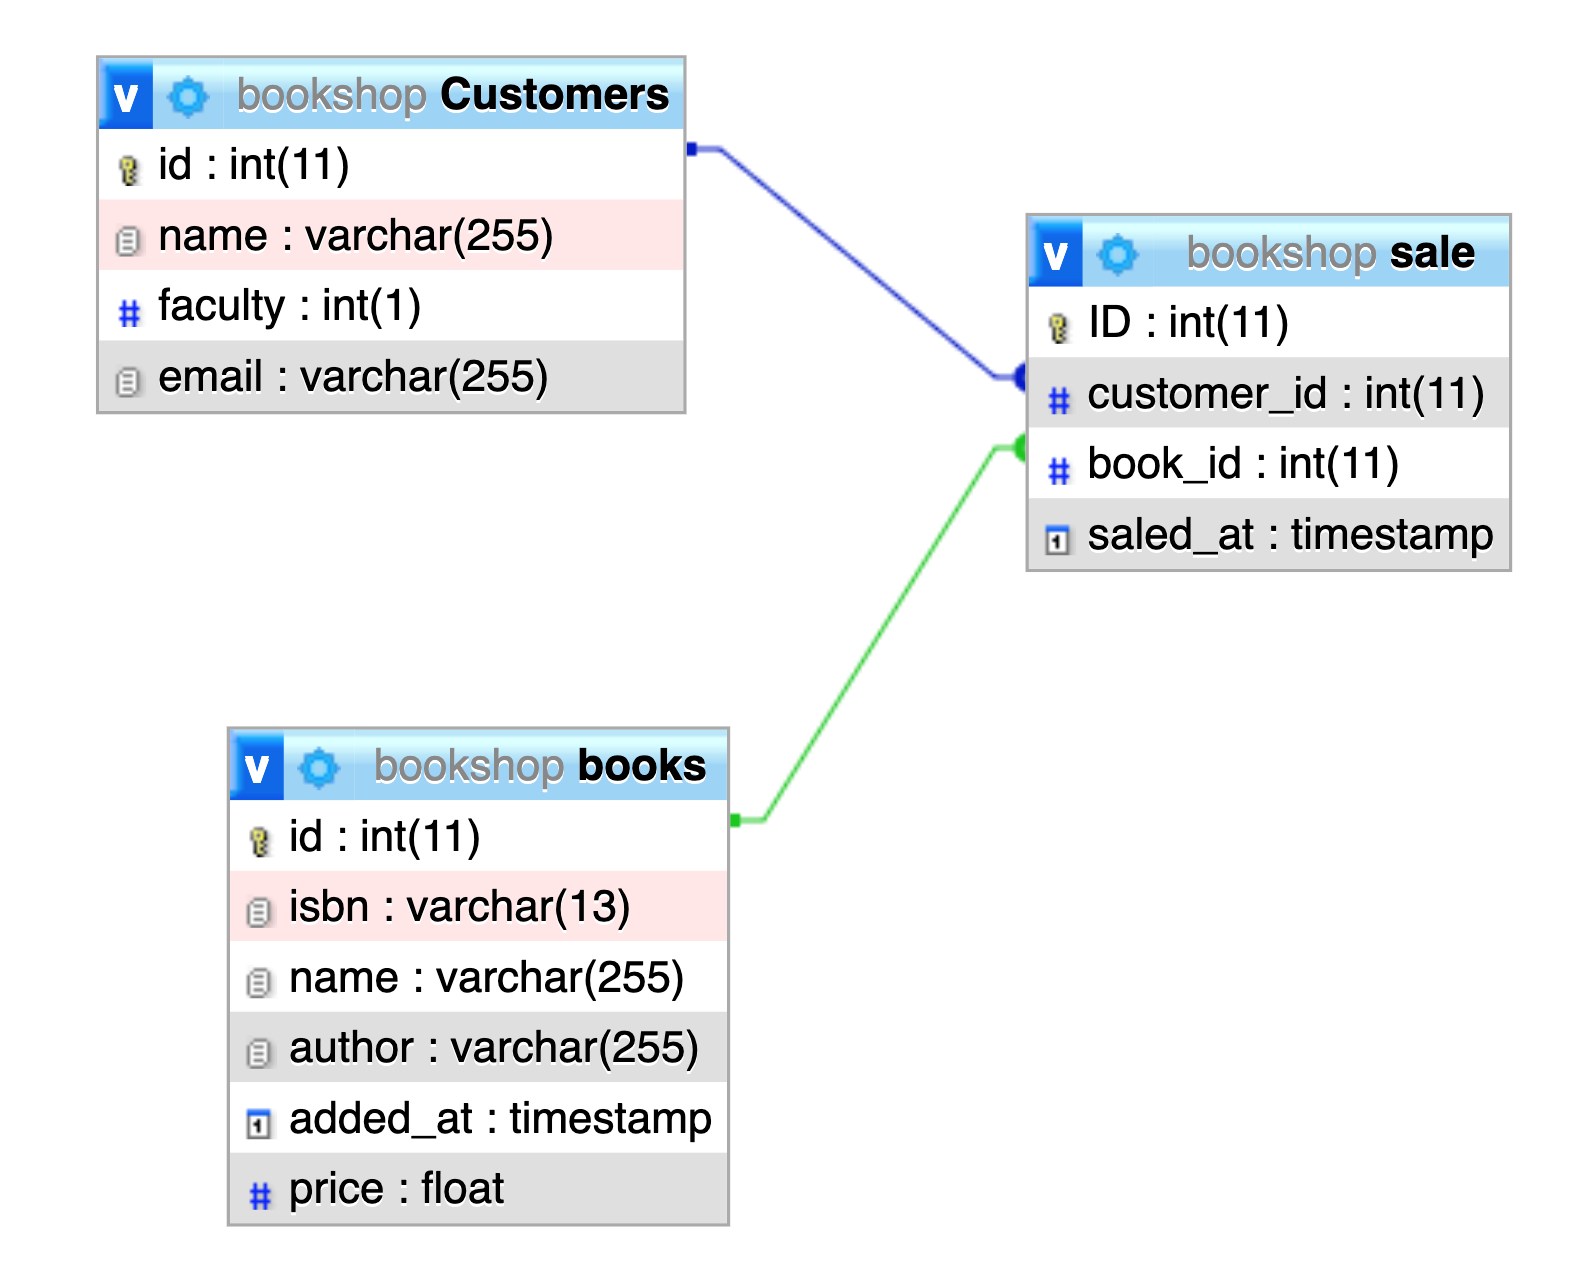 v bookshop Customers
id : int(11)
name : varchar(255)
# faculty : int(1)
email : varchar(255)
v bookshop sale
ID : int(11)
# customer_id : int(11)
# book_id : int(11)
1 saled_at : timestamp
v bookshop books
id : int(11)
isbn : varchar(13)
name : varchar(255)
author : varchar(255)
1 added_at : timestamp
# price : float